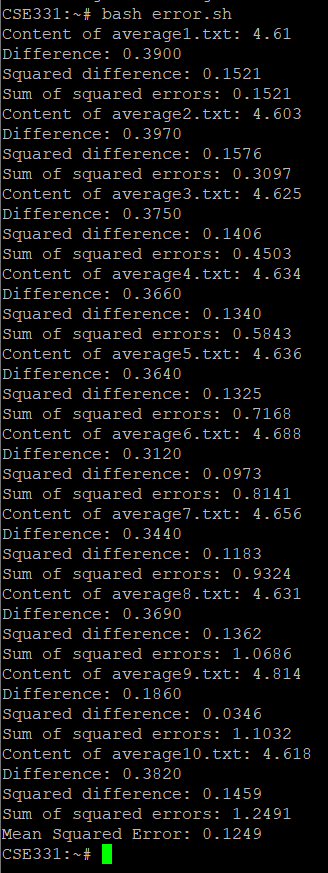 CSE331:~# bash error.sh
Content of average1.txt: 4.61
Difference: 0.3900
Squared difference: 0.1521
Sum of squared errors: 0.1521
Content of average2.txt: 4.603
Difference: 0.3970
Squared difference: 0.1576
Sum of squared errors: 0.3097
Content of average3.txt: 4.625
Difference: 0.3750
Squared difference: 0.1406
Sum of squared errors: 0.4503
Content of average4.txt: 4.634
Difference: 0.3660
Squared difference: 0.1340
Sum of squared errors: 0.5843
Content of average5.txt: 4.636
Difference: 0.3640
Squared difference: 0.1325
Sum of squared errors: 0.7168
Content of average6.txt: 4.688
Difference: 0.3120
Squared difference: 0.0973
Sum of squared errors: 0.8141
Content of average7.txt: 4.656
Difference: 0.3440
Squared difference: 0.1183
Sum of squared errors: 0.9324
Content of average8.txt: 4.631
Difference: 0.3690
Squared difference: 0.1362
Sum of squared errors: 1.0686
Content of average9.txt: 4.814
Difference: 0.1860
Squared difference: 0.0346
Sum of squared errors: 1.1032
Content of average10.txt: 4.618
Difference: 0.3820
Squared difference: 0.1459
Sum of squared errors: 1.2491
Mean Squared Error: 0.1249
CSE331:~#